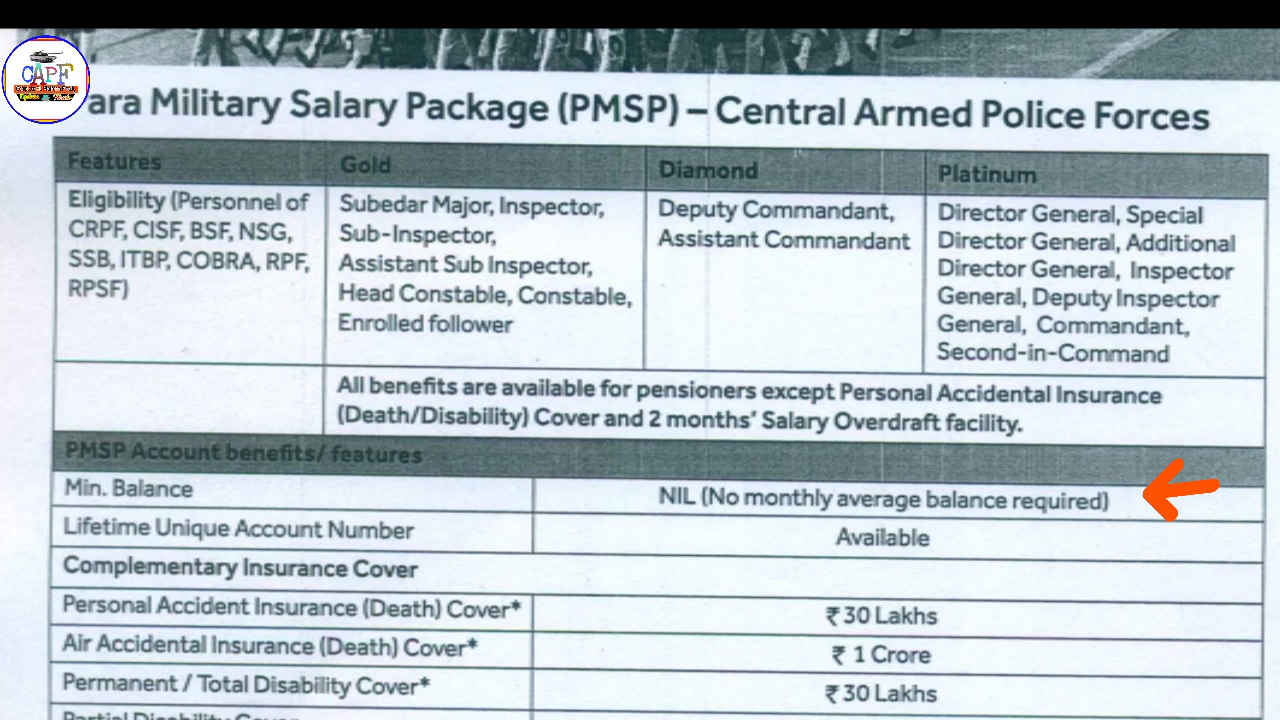 CAPF
ara Military Salary Package (PMSP) – Central Armed Police Forces
Features
Gold
Diamond
Platinum
Eligibility (Personnel of
CRPF, CISF, BSF, NSG,
SSB, ITBP, COBRA, RPF,
RPSF)
Subedar Major, Inspector,
Sub-Inspector,
Assistant Sub Inspector,
Head Constable, Constable,
Enrolled follower
Deputy Commandant,
Assistant Commandant
Director General, Special
Director General, Additional
Director General, Inspector
General, Deputy Inspector
General, Commandant,
Second-in-Command
All benefits are available for pensioners except Personal Accidental Insurance
(Death/Disability) Cover and 2 months' Salary Overdraft facility.
PMSP Account benefits/ features
Min. Balance
NIL (No monthly average balance required)
Lifetime Unique Account Number
Available
Complementary Insurance Cover
Personal Accident Insurance (Death) Cover*
₹ 30 Lakhs
Air Accidental Insurance (Death) Cover*
₹ 1 Crore
Permanent / Total Disability Cover*
₹ 30 Lakhs